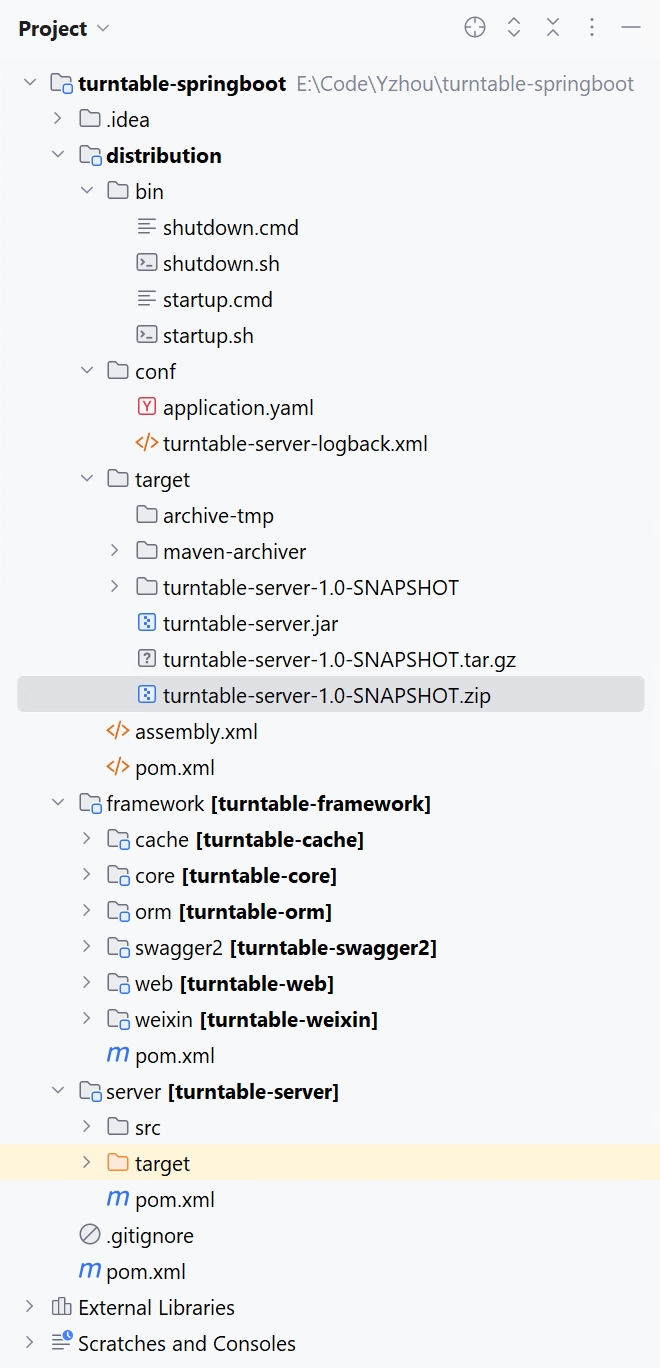 Project
turntable-springboot E:\Code\Yzhou\turntable-springboot
.idea
distribution
bin
shutdown.cmd
shutdown.sh
startup.cmd
startup.sh
conf
application.yaml
turntable-server-logback.xml
target
archive-tmp
maven-archiver
turntable-server-1.0-SNAPSHOT
turntable-server.jar
turntable-server-1.0-SNAPSHOT.tar.gz
turntable-server-1.0-SNAPSHOT.zip
assembly.xml
pom.xml
framework [turntable-framework]
cache [turntable-cache]
core [turntable-core]
orm [turntable-orm]
swagger2 [turntable-swagger2]
web [turntable-web]
weixin [turntable-weixin]
pom.xml
server [turntable-server]
src
target
pom.xml
.gitignore
pom.xml
External Libraries
Scratches and Consoles